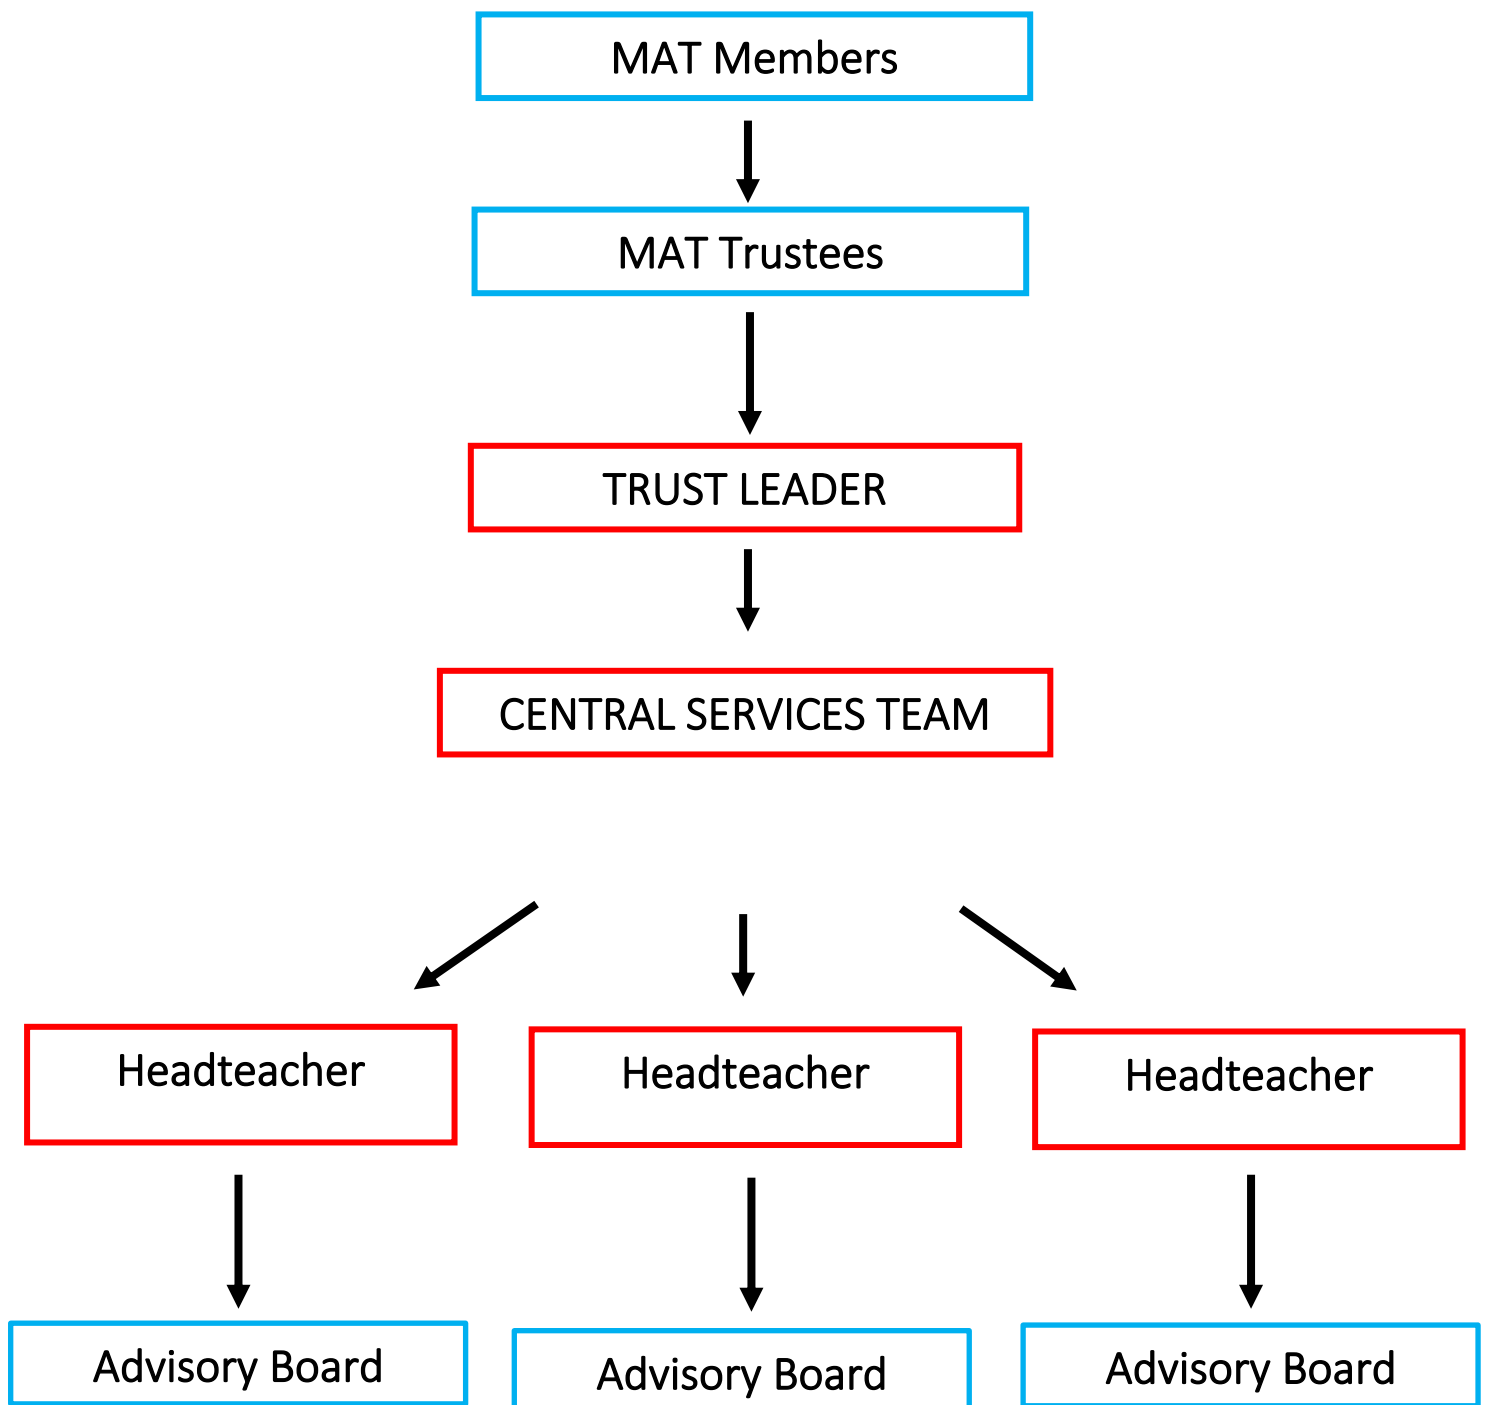 MAT Members
MAT Trustees
TRUST LEADER
CENTRAL SERVICES TEAM
Headteacher
Headteacher
Headteacher
Advisory Board
Advisory Board
Advisory Board